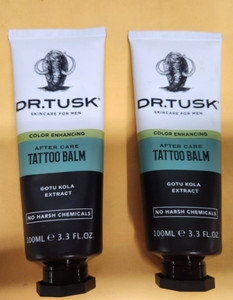 DR.TUSK
SKINCARE FOR MEN
COLOR ENHANCING
AFTER CARE
TATTOO BALM
GOTU KOLA
EXTRACT
NO HARSH CHEMICALS
100ML Ə 3.3 FL.OZ.
DR.TUSK
SKINCARE FOR MEN
COLOR ENHANCING
AFTER CARE
TATTOO BALM
GOTU KOLA
EXTRACT
NO HARSH CHEMICALS
100ML Ə 3.3 FL.OZ.